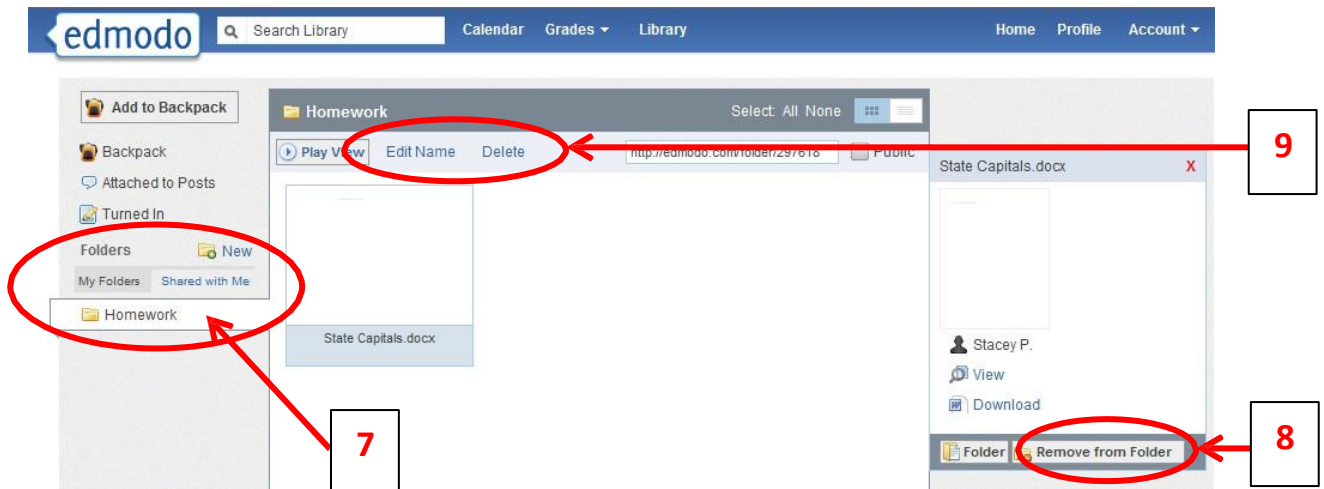 edmodo Search Library Calendar Grades Library Home Profile Account
Add to Backpack
Backpack
Attached to Posts
Turned In
Folders New
My Folders Shared with Me
Homework
Homework Select: All None
Play View Edit Name Delete http://edmodo.com/folder/297618 Public
State Capitals.docx
State Capitals.docx X
Stacey P.
View
Download
Folder Remove from Folder
7
8
9